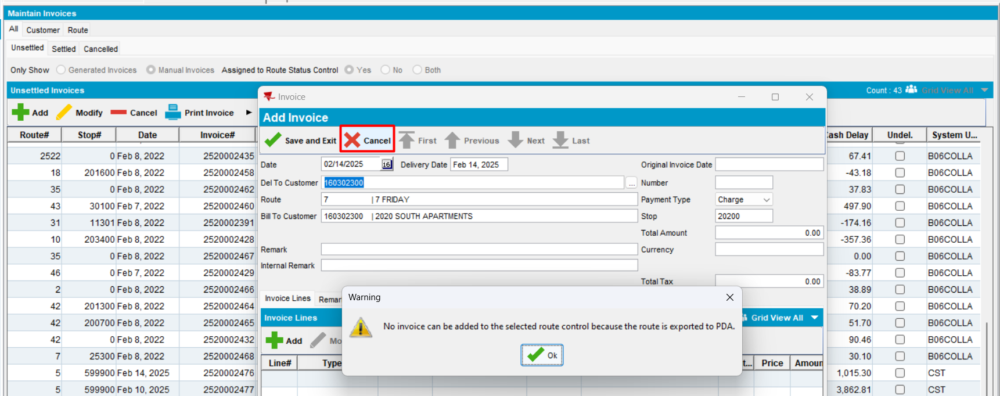 Maintain Invoices
All Customer Route
Unsettled Settled Cancelled
Only Show Generated Invoices Manual Invoices Assigned to Route Status Control Yes No Both
Unsettled Invoices
Count : 43 Grid View All
Add Modify Cancel Print Invoice
Route# Stop# Date Invoice#
2522 0 Feb 8, 2022 2520002435
18 201600 Feb 8, 2022 2520002458
35 0 Feb 8, 2022 2520002462
43 30100 Feb 7, 2022 2520002460
31 11301 Feb 7, 2022 2520002391
10 203400 Feb 8, 2022 2520002428
35 0 Feb 8, 2022 2520002467
46 0 Feb 7, 2022 2520002429
2 0 Feb 8, 2022 2520002466
42 201300 Feb 8, 2022 2520002464
42 200700 Feb 8, 2022 2520002465
42 0 Feb 8, 2022 2520002432
7 25300 Feb 8, 2022 2520002468
5 599900 Feb 14, 2025 2520002476
5 599900 Feb 10, 2025 2520002477
Invoice
Add Invoice
Save and Exit Cancel First Previous Next Last
Date 02/14/2025 16 Delivery Date Feb 14, 2025 Original Invoice Date
Del To Customer 160302300 ... Number
Route 7 | 7 FRIDAY Payment Type Charge
Bill To Customer 160302300 | 2020 SOUTH APARTMENTS Stop 20200
Total Amount 0.00
Remark Currency
Internal Remark
Total Tax 0.00
Invoice Lines Remar
Invoice Lines Grid View All
Add Mo
Line# Type t... Price Amoun
Warning
No invoice can be added to the selected route control because the route is exported to PDA.
Ok
ash Delay Undel. System U...
67.41 B06COLLA
-43.18 B06COLLA
37.83 B06COLLA
497.90 B06COLLA
-174.16 B06COLLA
-357.36 B06COLLA
0.00 B06COLLA
-83.77 B06COLLA
38.89 B06COLLA
70.20 B06COLLA
51.70 B06COLLA
90.46 B06COLLA
30.10 B06COLLA
1,015.30 CST
3,862.81 CST